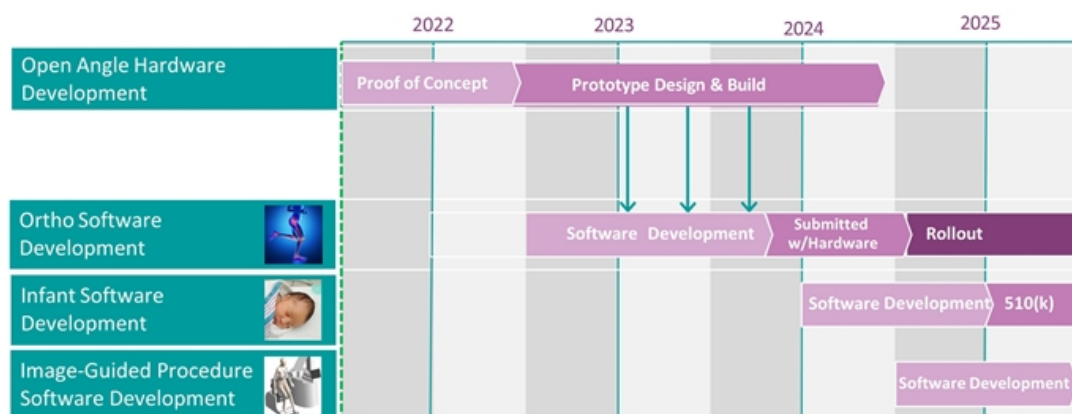 2022 2023 2024 2025
Open Angle Hardware
Development
Proof of Concept
Prototype Design & Build
Ortho Software
Development
Software Development
Submitted
w/Hardware
Rollout
Infant Software
Development
Software Development
510(k)
Image-Guided Procedure
Software Development
Software Development